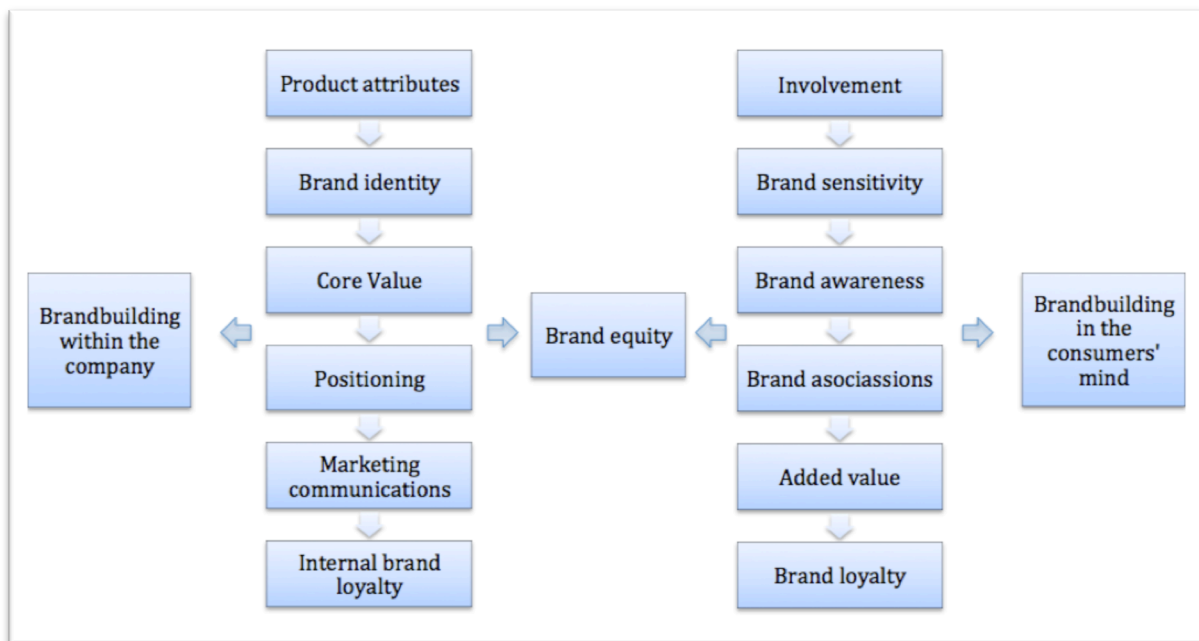 Product attributes
Brand identity
Core Value
Positioning
Marketing
communications
Internal brand
loyalty
Brandbuilding
within the
company
Brand equity
Involvement
Brand sensitivity
Brand awareness
Brand asociassions
Added value
Brand loyalty
Brandbuilding
in the
consumers'
mind